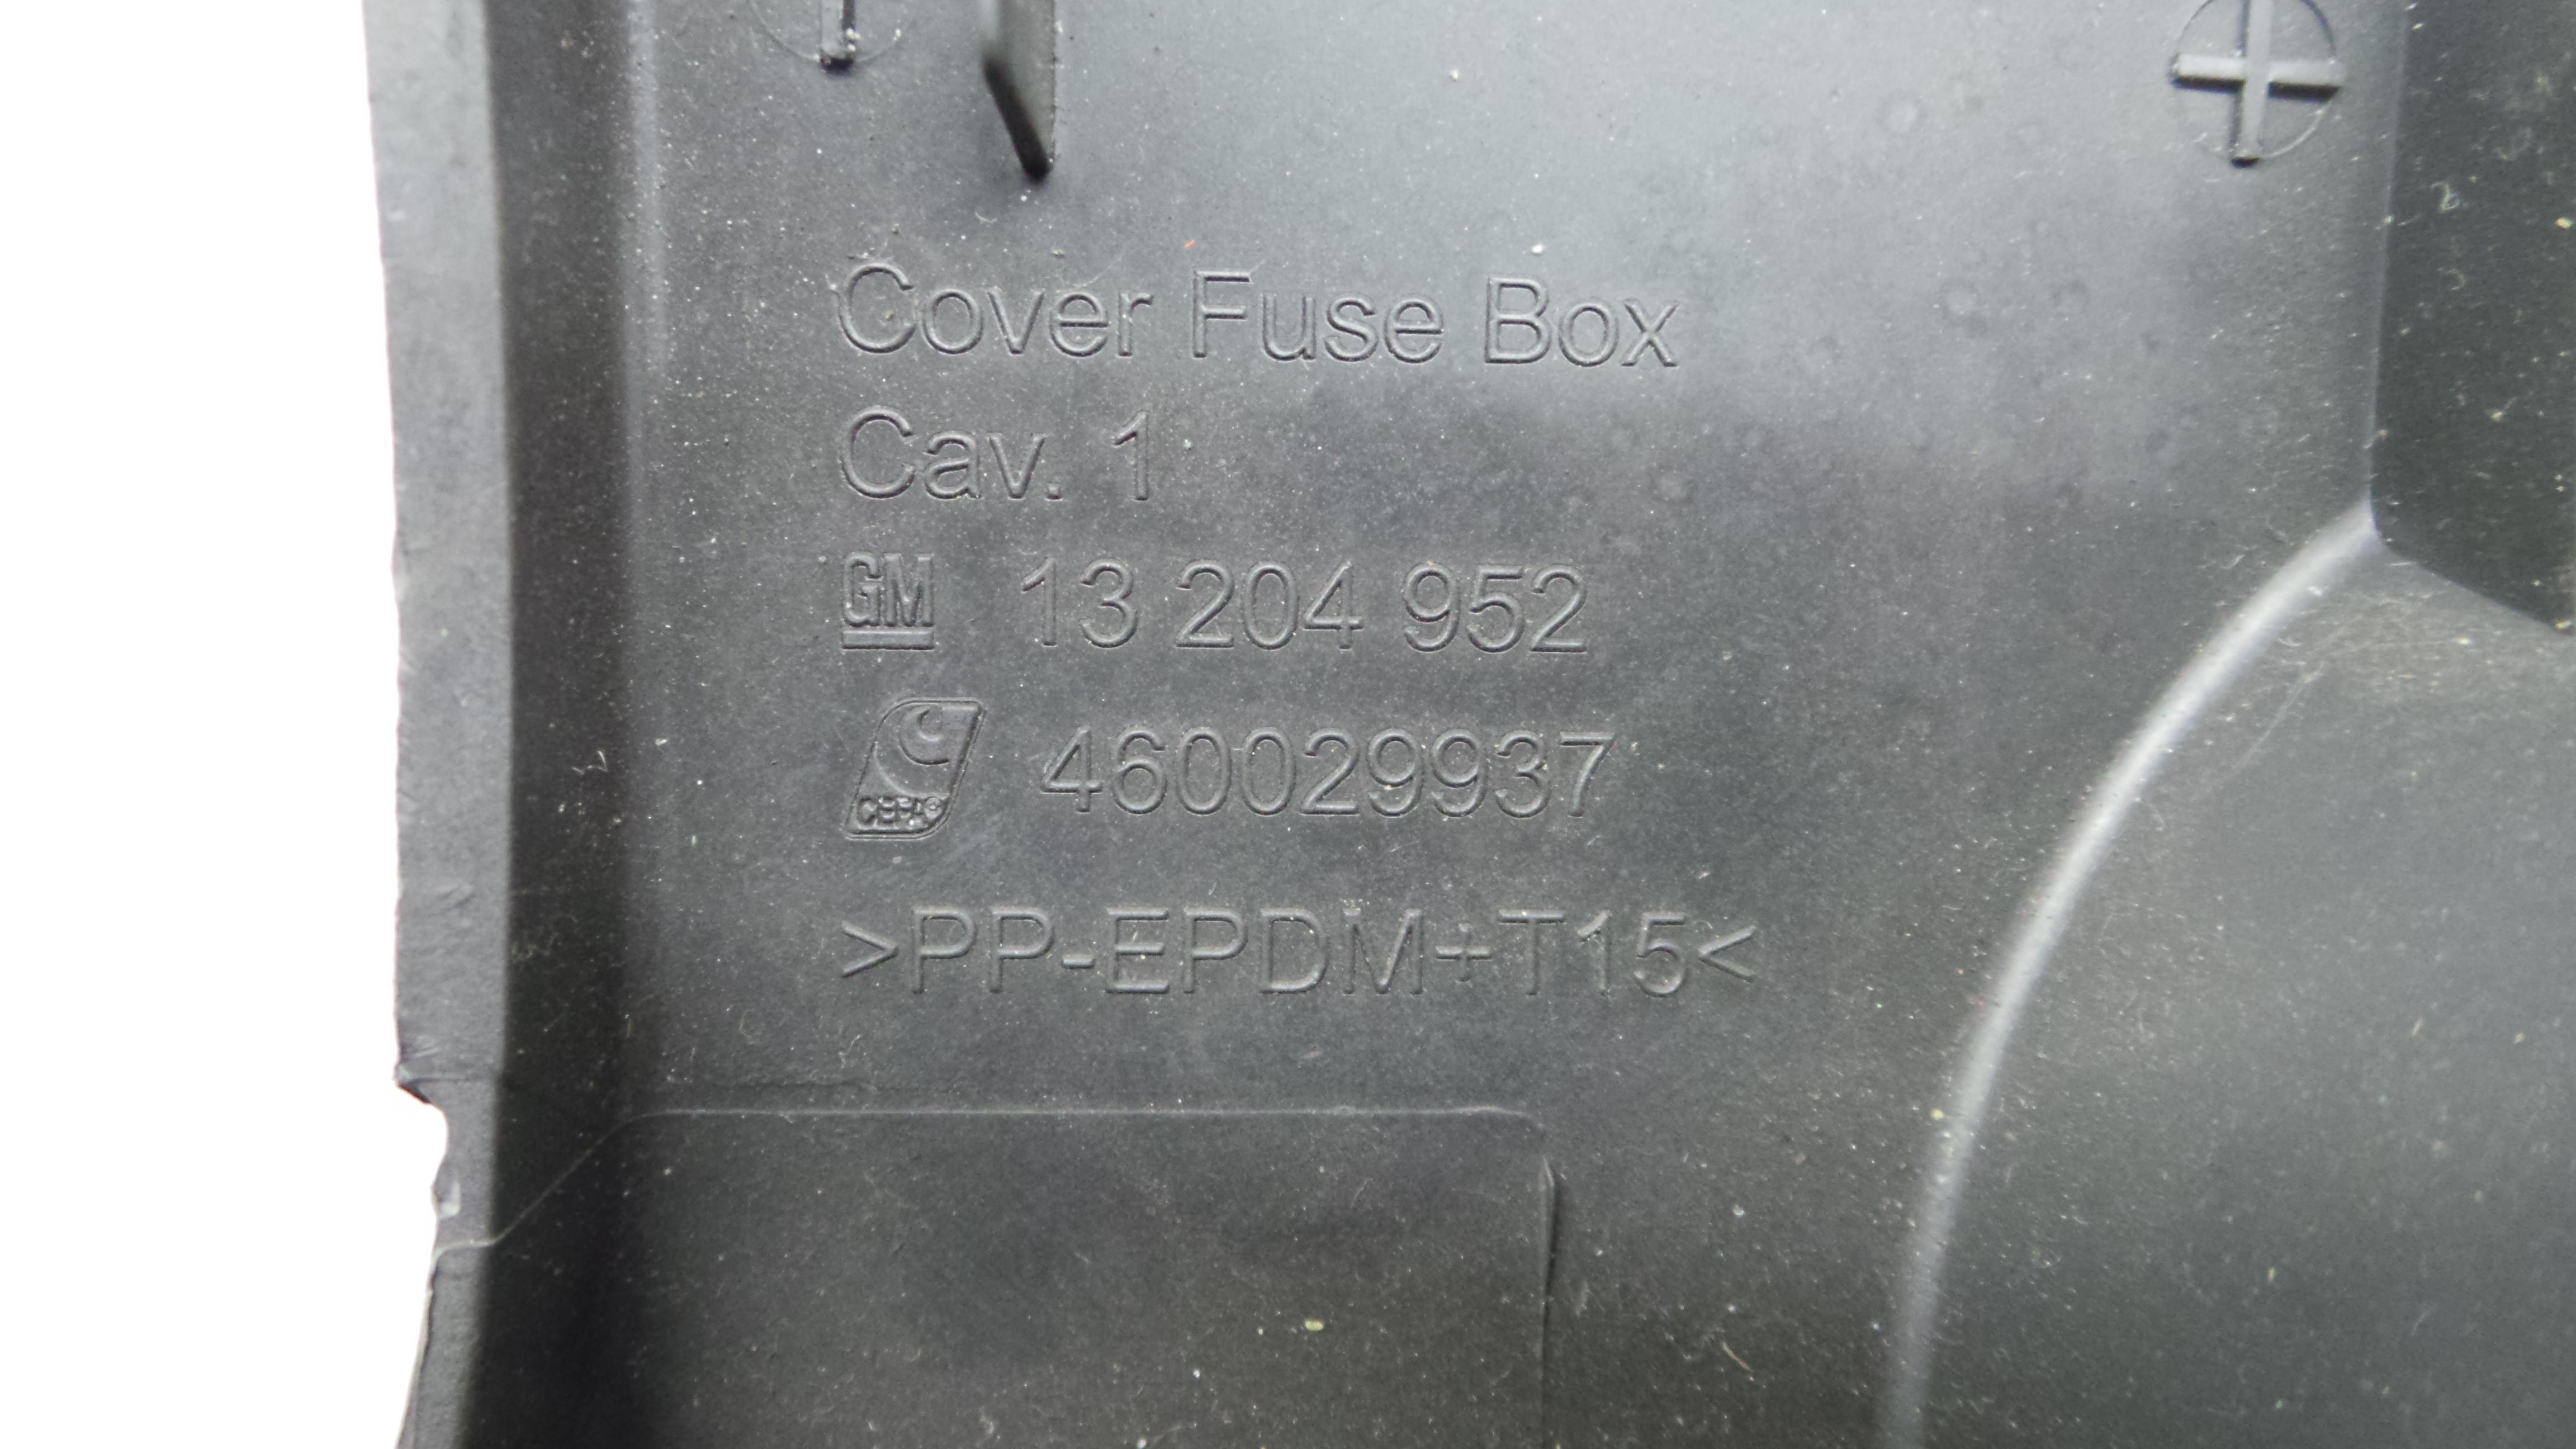 Cover Fuse Box
Cav. 1
GM 13 204 952
460029937
>PP-EPDM+T15<